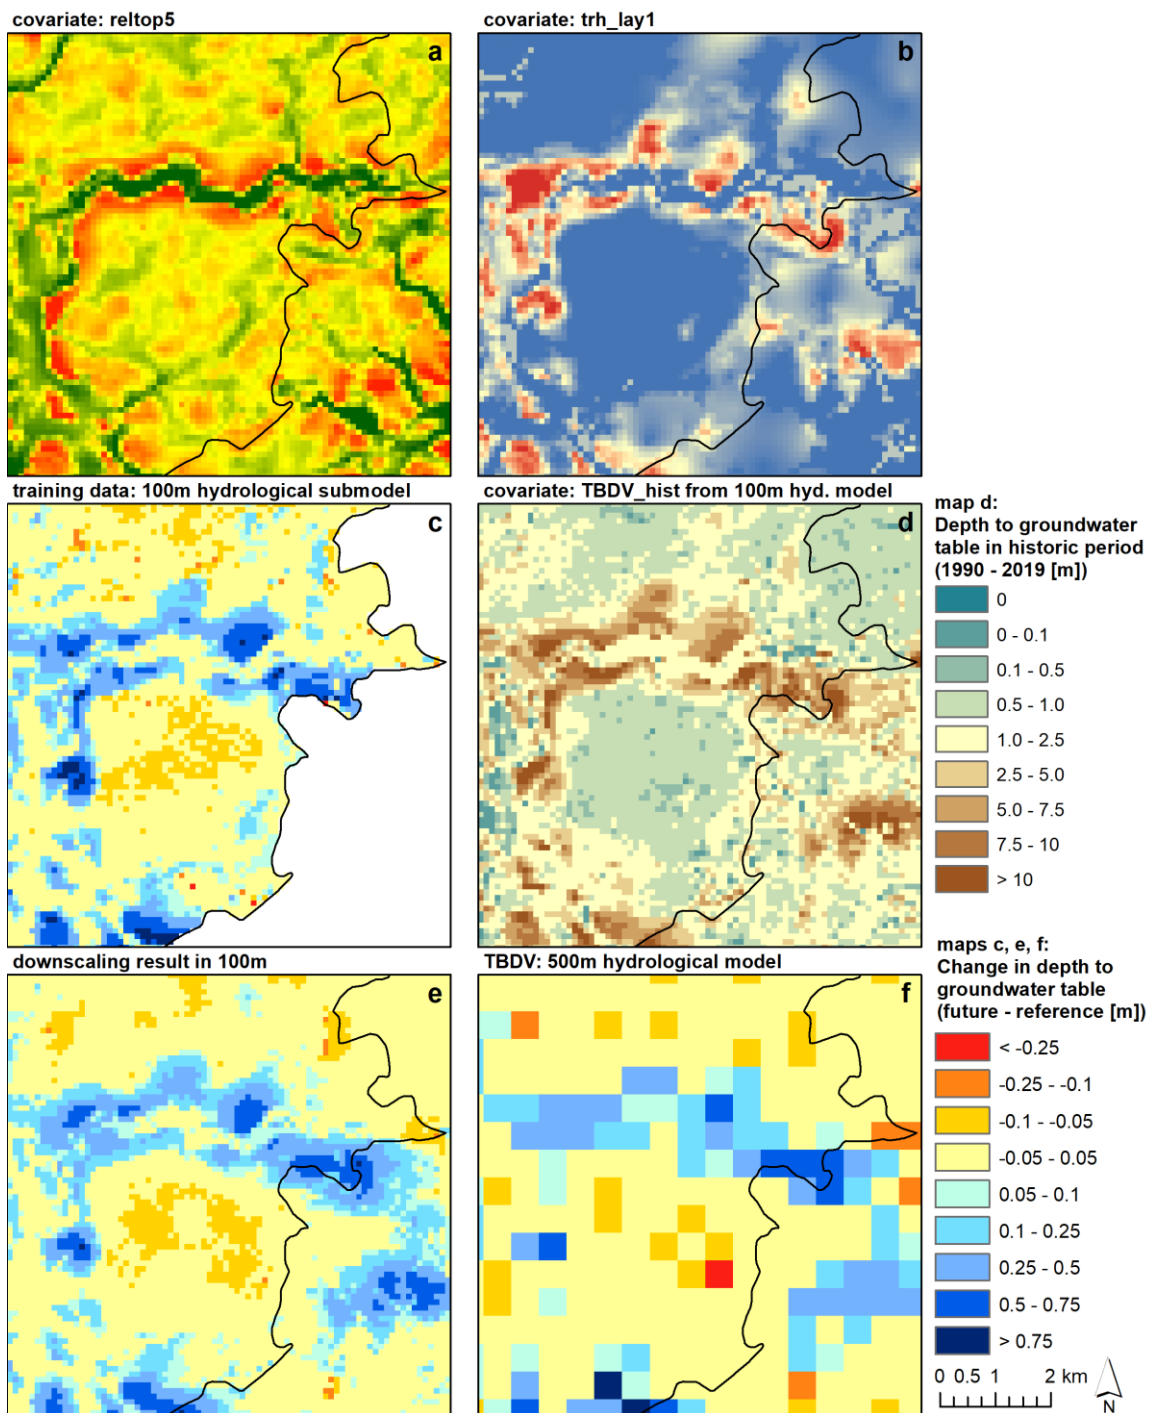 covariate: reltop5
covariate: trh_lay1
a
b
training data: 100m hydrological submodel
covariate: TBDV_hist from 100m hyd. model
c
d
map d:
Depth to groundwater
table in historic period
(1990 - 2019 [m])
0
0 - 0.1
0.1 - 0.5
0.5 - 1.0
1.0 - 2.5
2.5 - 5.0
5.0 - 7.5
7.5 - 10
> 10
downscaling result in 100m
TBDV: 500m hydrological model
e
f
maps c, e, f:
Change in depth to
groundwater table
(future - reference [m])
< -0.25
-0.25 - -0.1
-0.1 - -0.05
-0.05 - 0.05
0.05 - 0.1
0.1 - 0.25
0.25 - 0.5
0.5 - 0.75
> 0.75
0 0.5 1 2 km
N